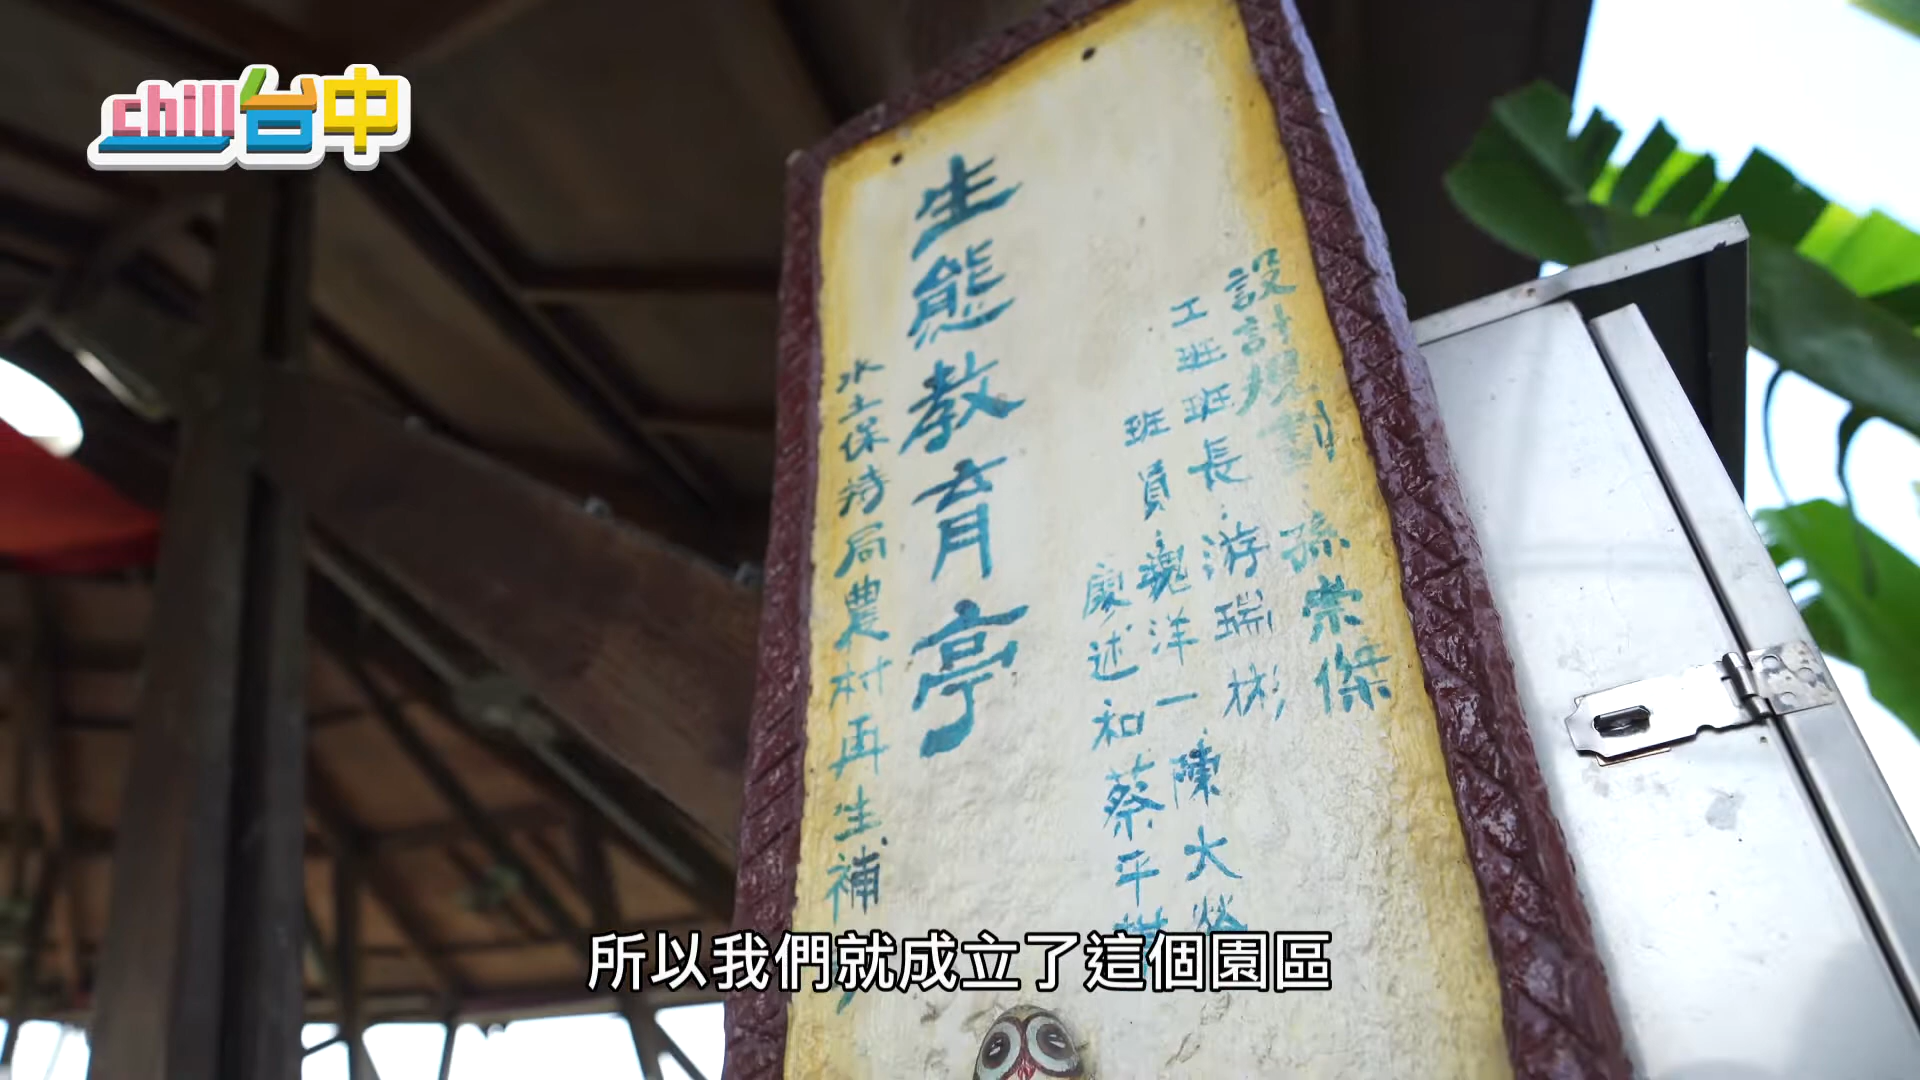 chill台中
設計規劃:孫崇傑
工班班長:游瑞彬
班員:魏洋一 陳大
廖述和 蔡平
生態教育亭
水土保持局農村再生補
所以我們就成立了這個園區